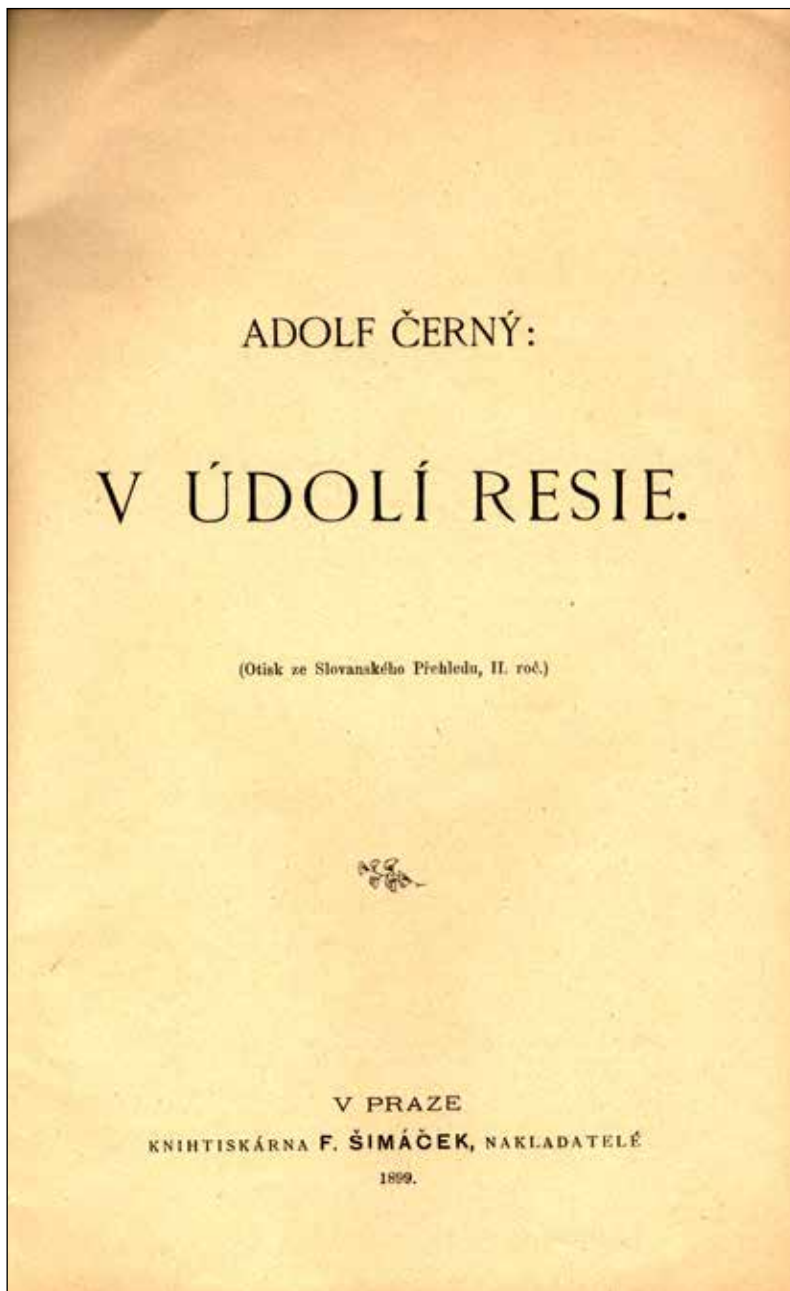 ADOLF ČERNÝ:
V ÚDOLÍ RESIE.
(Otisk ze Slovanského Přehledu, II. roč.)
V PRAZE
KNIHTISKÁRNA F. ŠIMÁČEK, NAKLADATELÉ
1899.